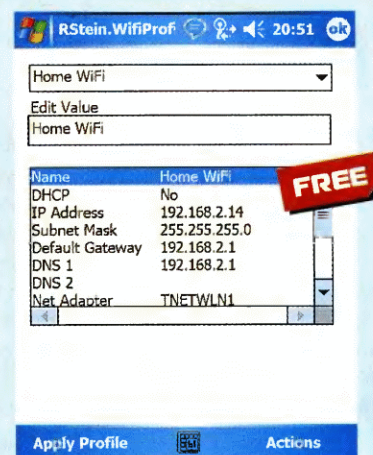 RStein.WifiProf 20:51 ok
Home WiFi
Edit Value
Home WiFi
Name Home WiFi
FREE
DHCP No
IP Address 192.168.2.14
Subnet Mask 255.255.255.0
Default Gateway 192.168.2.1
DNS 1 192.168.2.1
DNS 2
Net Adapter TNETWLN1
Apply Profile Actions